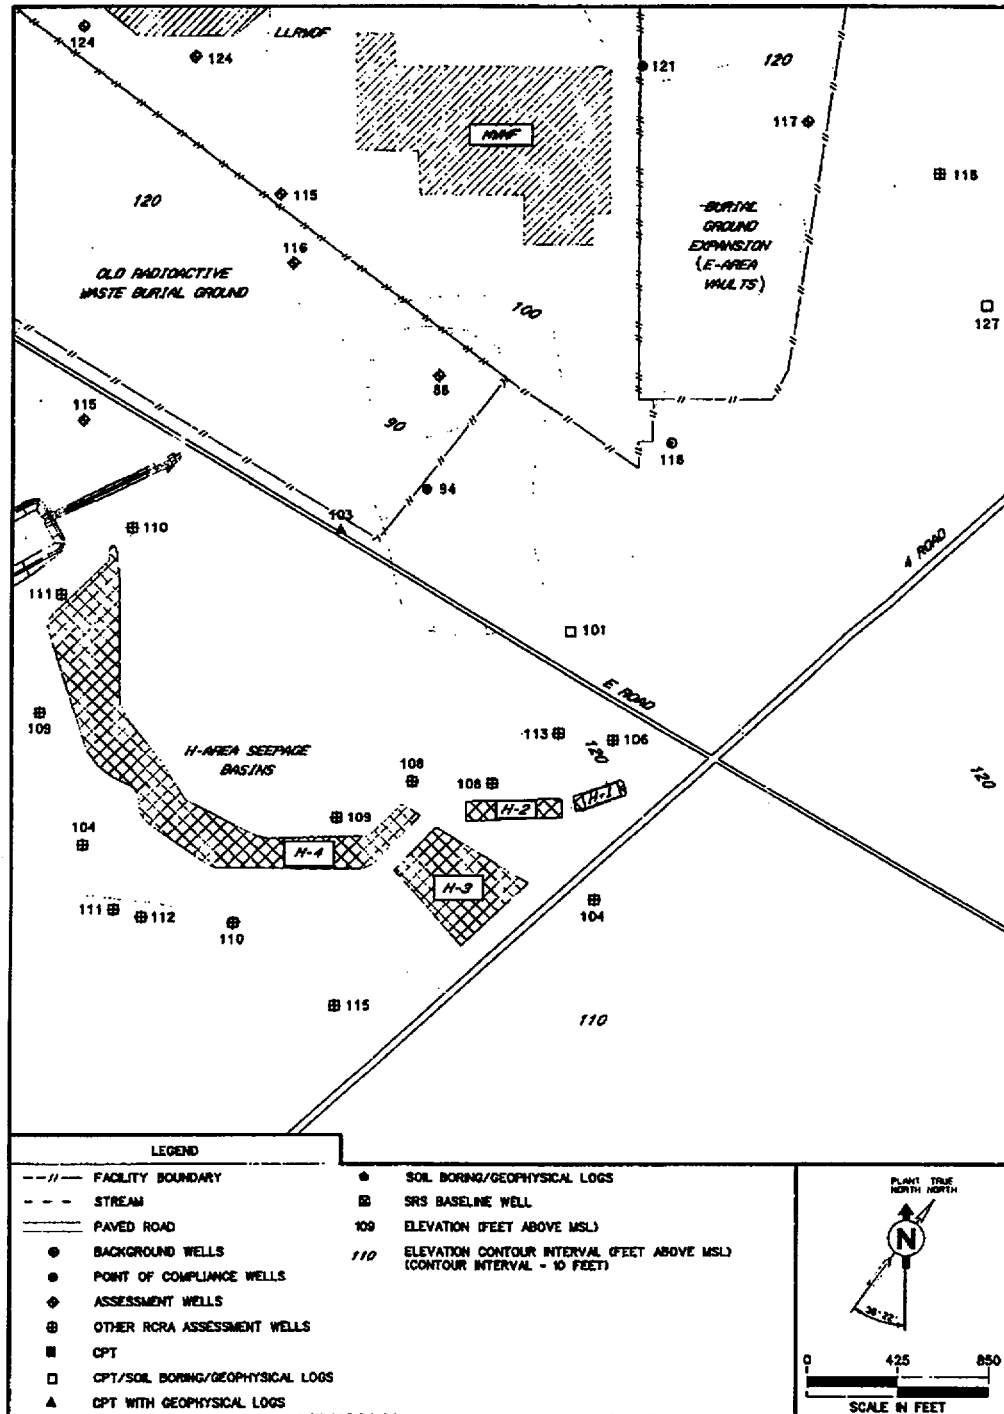 124
124
LLRWDF
121
120
117
118
MWMF
115
120
116
BURIAL
GROUND
EXPANSION
(E-AREA
VAULTS)
OLD RADIOACTIVE
WASTE BURIAL GROUND
100
127
115
90
118
94
103
110
A ROAD
111
101
E ROAD
109
113
106
120
H-AREA SEEPAGE
BASINS
108
108
120
H-2
H-1
109
104
H-4
H-3
111
112
110
104
115
110
LEGEND
FACILITY BOUNDARY
STREAM
PAVED ROAD
BACKGROUND WELLS
POINT OF COMPLIANCE WELLS
ASSESSMENT WELLS
OTHER RCRA ASSESSMENT WELLS
CPT
CPT/SOIL BORING/GEOPHYSICAL LOGS
CPT WITH GEOPHYSICAL LOGS
SOIL BORING/GEOPHYSICAL LOGS
SRS BASELINE WELL
109 ELEVATION (FEET ABOVE MSL)
110 ELEVATION CONTOUR INTERVAL (FEET ABOVE MSL)
(CONTOUR INTERVAL - 10 FEET)
PLANT TRUE
NORTH NORTH
N
36°22'
0 425 850
SCALE IN FEET